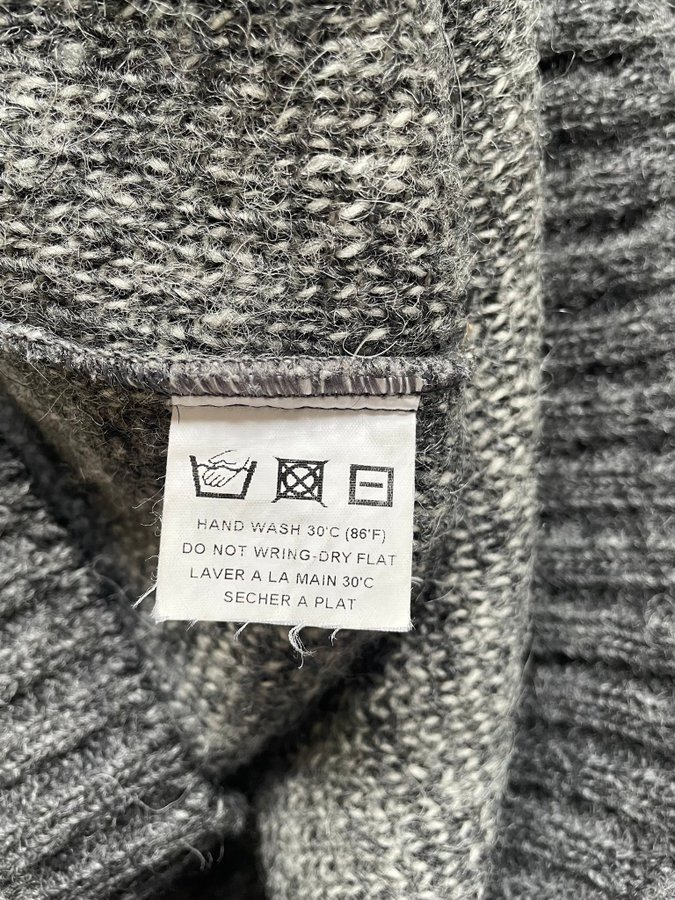 HAND WASH 30'C (86'F)
DO NOT WRING-DRY FLAT
LAVER A LA MAIN 30'C
SECHER A PLAT